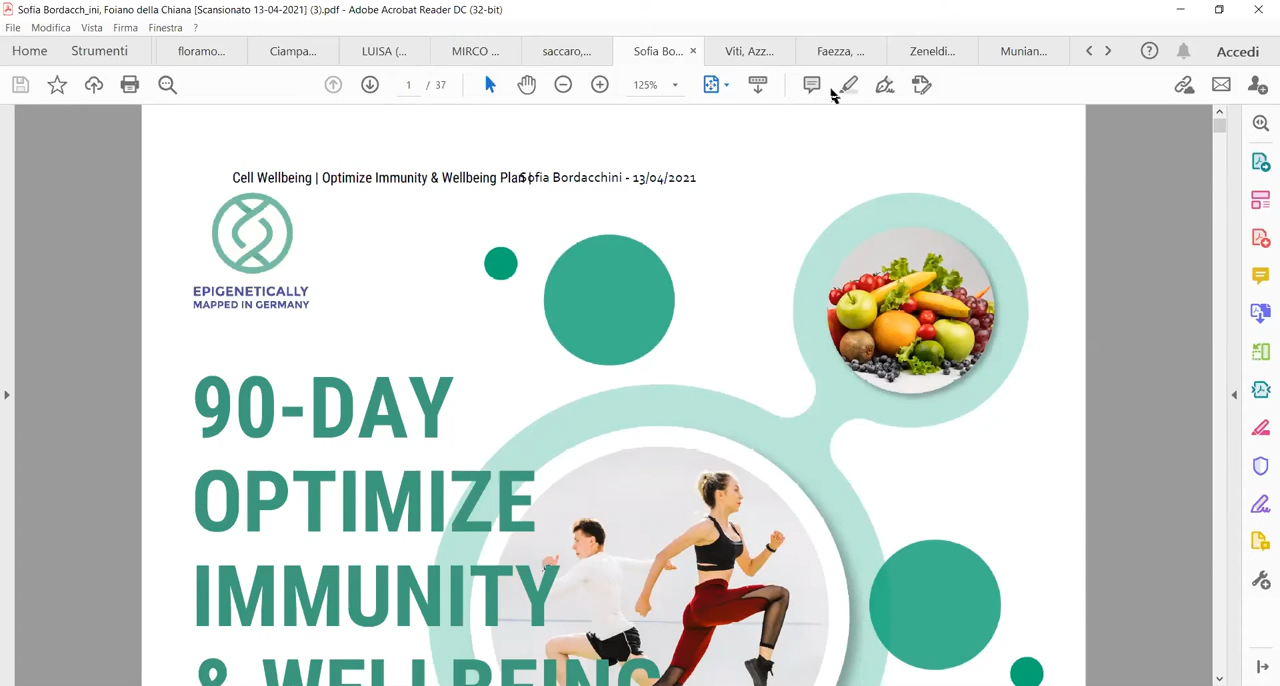 Sofia Bordacch_ini, Foiano della Chiana [Scansionato 13-04-2021] (3).pdf - Adobe Acrobat Reader DC (32-bit)
File Modifica Vista Firma Finestra ?
Home Strumenti floramo... Ciampa... LUISA (... MIRCO ... saccaro,... Sofia Bo... × Viti, Azz... Faezza, ... Zeneldi... Munian... Accedi
1 / 37 125%
Cell Wellbeing | Optimize Immunity & Wellbeing Plan | Sofia Bordacchini - 13/04/2021
EPIGENETICALLY
MAPPED IN GERMANY
90-DAY
OPTIMIZE
IMMUNITY
& WELLBEING